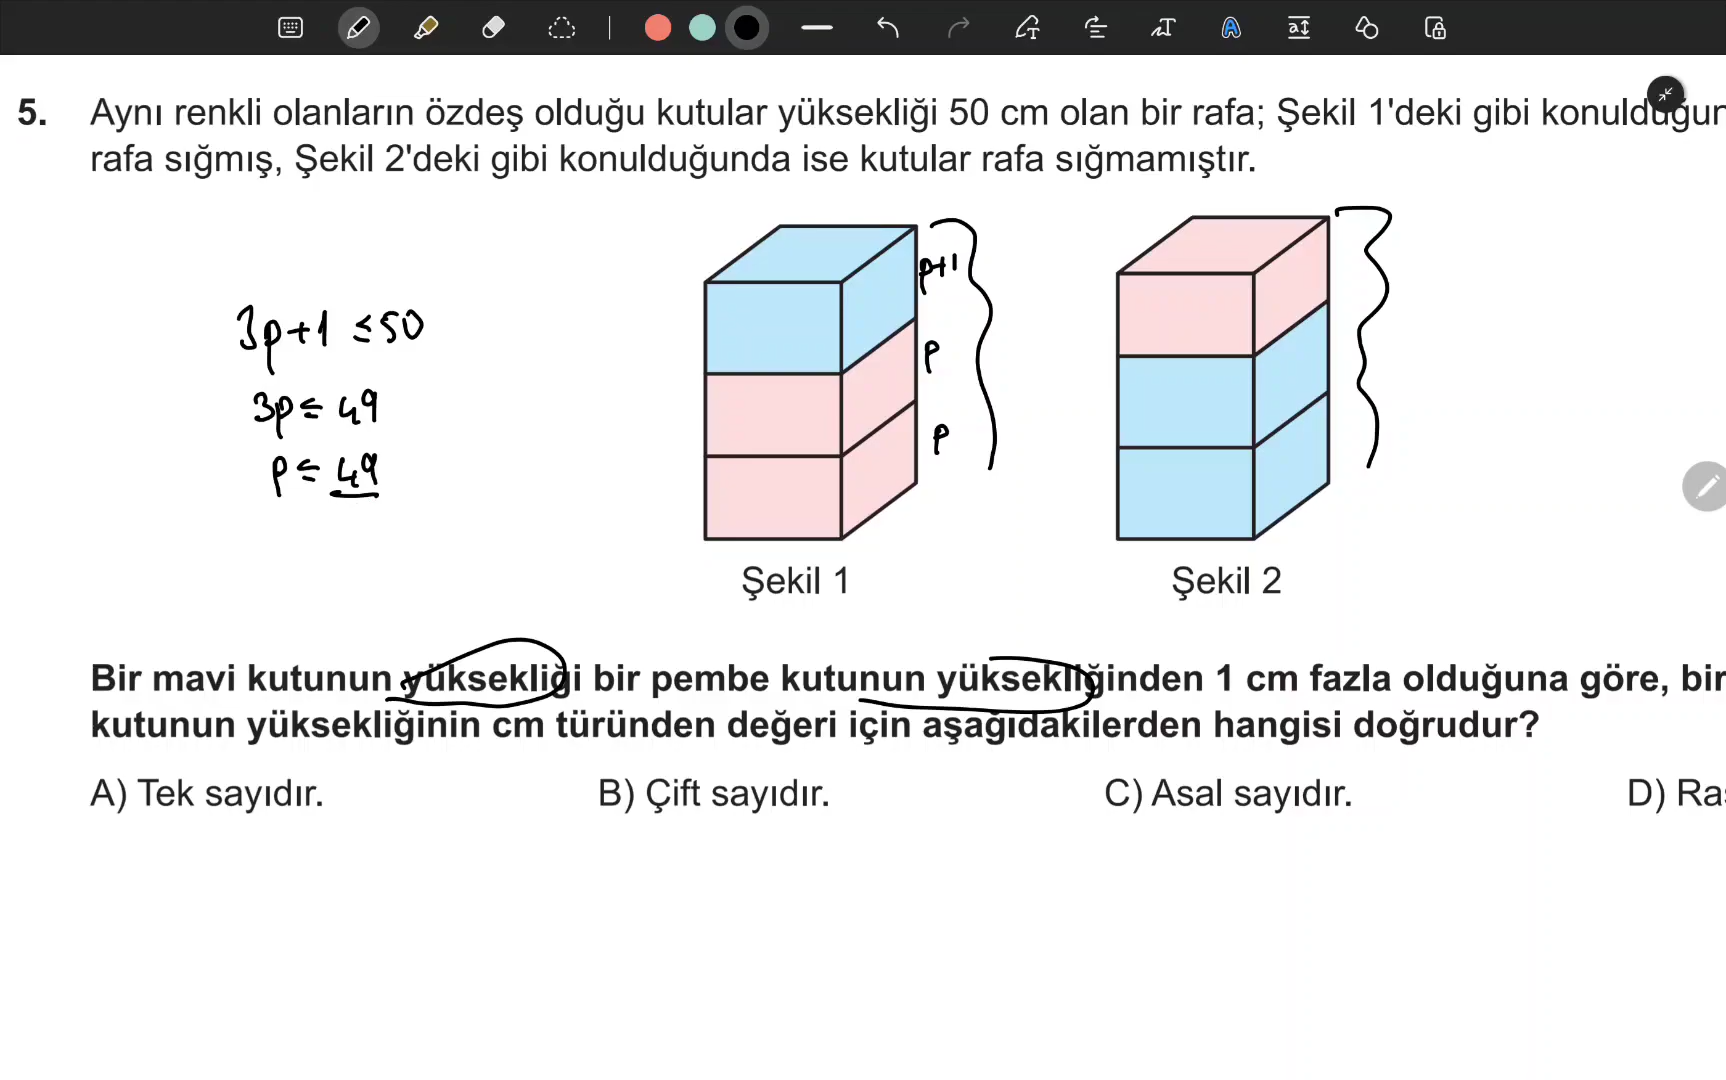 5. Aynı renkli olanların özdeş olduğu kutular yüksekliği 50 cm olan bir rafa; Şekil 1'deki gibi
rafa sığmış, Şekil 2'deki gibi konulduğunda ise kutular rafa sığmamıştır.
p+1
3p+1 ≤ 50
p
3p ≤ 49
p
p ≤ 49
Şekil 1
Şekil 2
Bir mavi kutunun yüksekliği bir pembe kutunun yüksekliğinden 1 cm fazla olduğuna göre, bir
kutunun yüksekliğinin cm türünden değeri için aşağıdakilerden hangisi doğrudur?
A) Tek sayıdır. B) Çift sayıdır. C) Asal sayıdır. D)